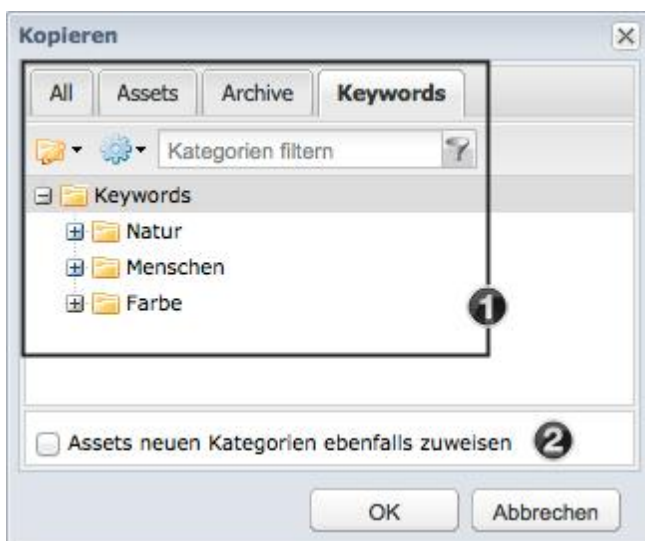 Kopieren
All Assets Archive Keywords
Kategorien filtern
Keywords
Natur
Menschen
Farbe
1
Assets neuen Kategorien ebenfalls zuweisen 2
OK Abbrechen